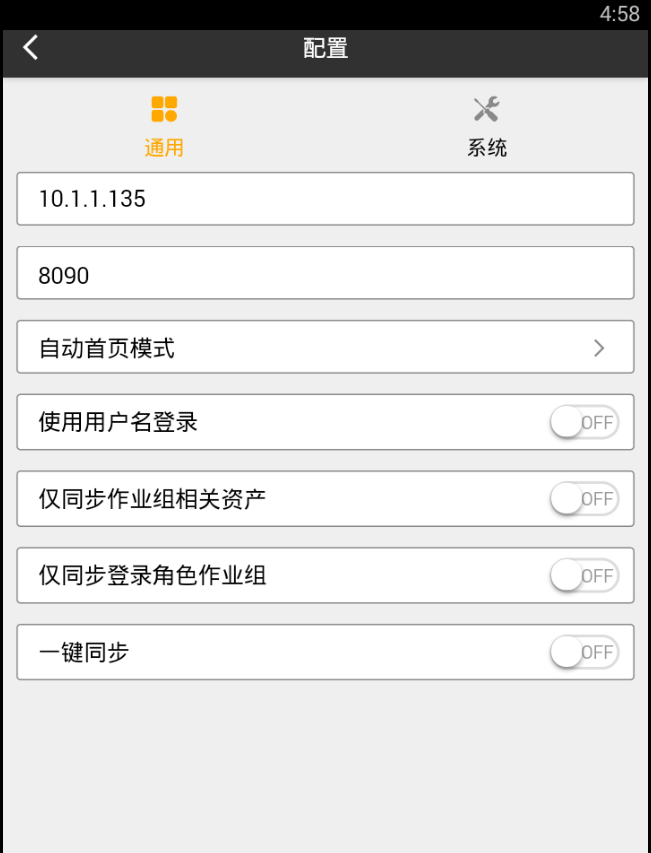 4:58
配置
通用
系统
10.1.1.135
8090
自动首页模式
使用用户名登录
OFF
仅同步作业组相关资产
OFF
仅同步登录角色作业组
OFF
一键同步
OFF